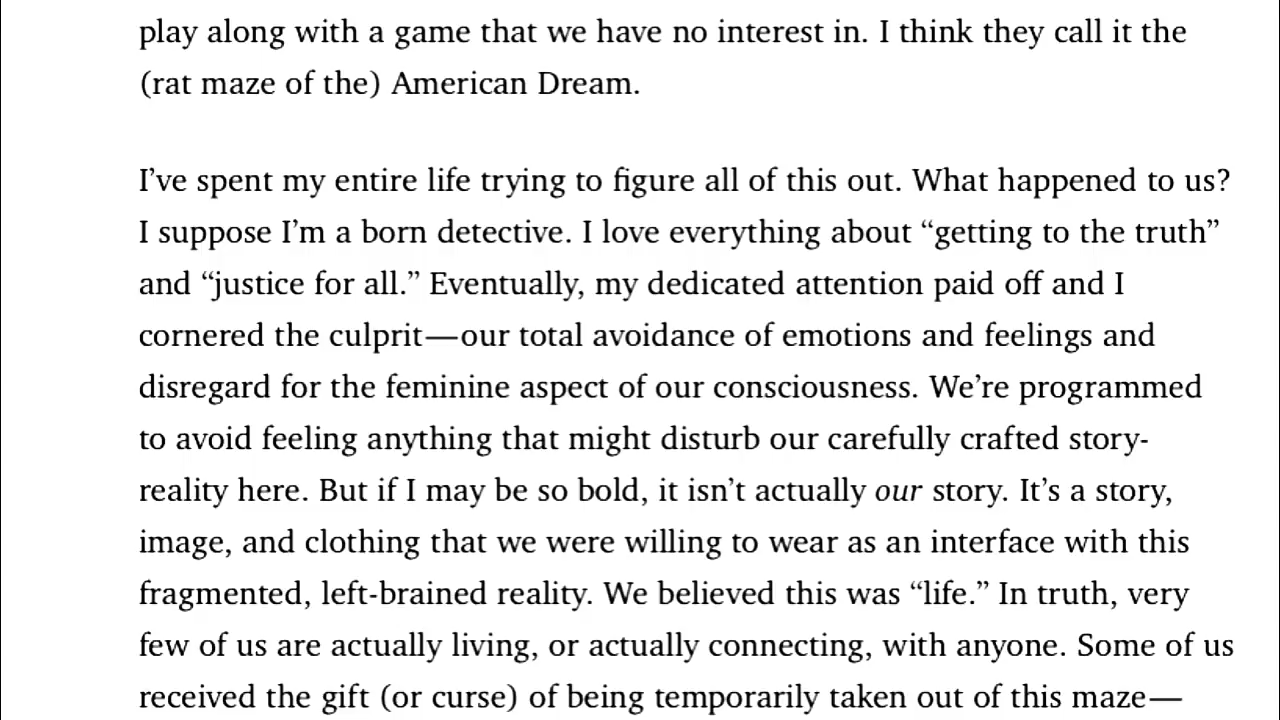 play along with a game that we have no interest in. I think they call it the
(rat maze of the) American Dream.
I’ve spent my entire life trying to figure all of this out. What happened to us?
I suppose I’m a born detective. I love everything about “getting to the truth”
and “justice for all.” Eventually, my dedicated attention paid off and I
cornered the culprit—our total avoidance of emotions and feelings and
disregard for the feminine aspect of our consciousness. We’re programmed
to avoid feeling anything that might disturb our carefully crafted story-
reality here. But if I may be so bold, it isn’t actually our story. It’s a story,
image, and clothing that we were willing to wear as an interface with this
fragmented, left-brained reality. We believed this was “life.” In truth, very
few of us are actually living, or actually connecting, with anyone. Some of us
received the gift (or curse) of being temporarily taken out of this maze—